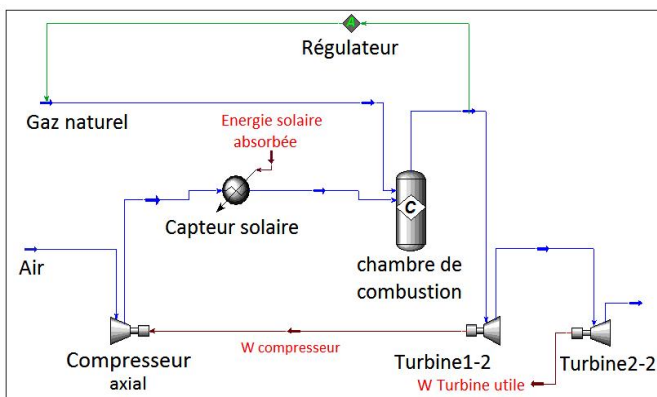 A
Régulateur
Gaz naturel
Energie solaire
absorbée
Capteur solaire
C
chambre de
combustion
Air
Compresseur
axial
W compresseur
Turbine1-2
W Turbine utile
Turbine2-2